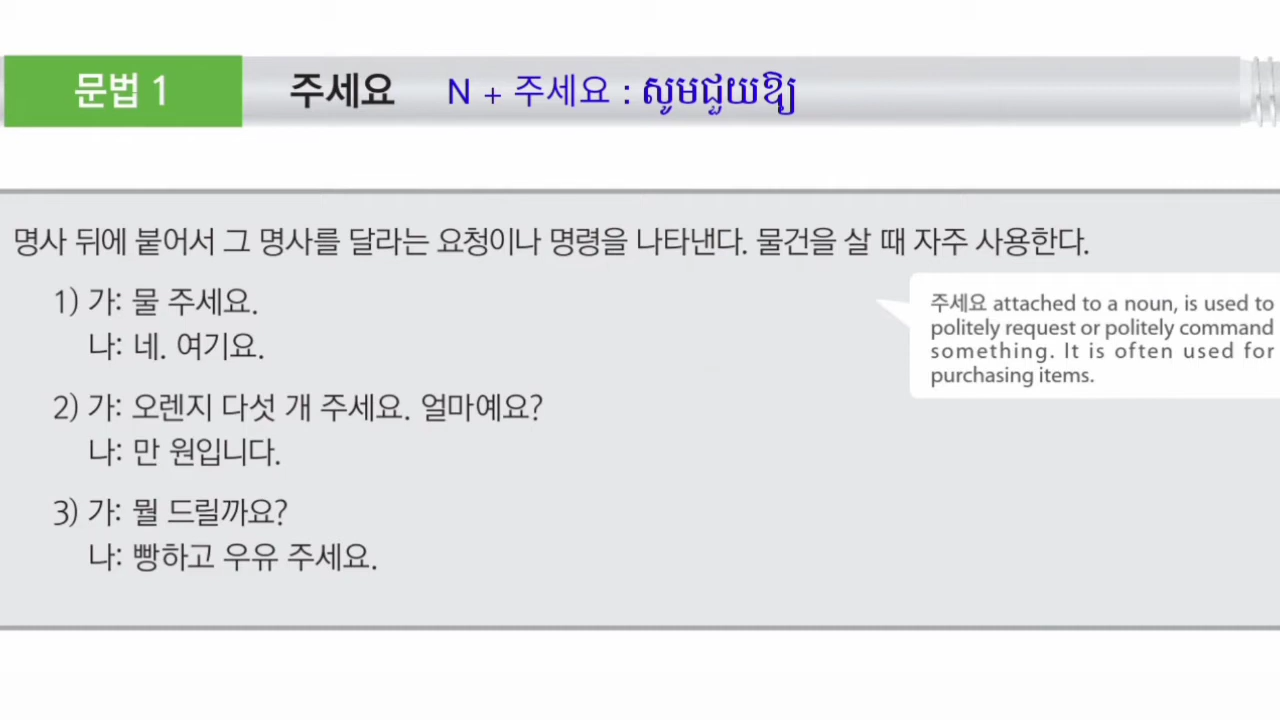 문법 1 주세요 N + 주세요 : សូមជួយឱ្យ
명사 뒤에 붙어서 그 명사를 달라는 요청이나 명령을 나타낸다. 물건을 살 때 자주 사용한다.
1) 가: 물 주세요.
나: 네. 여기요.
2) 가: 오렌지 다섯 개 주세요. 얼마예요?
나: 만 원입니다.
3) 가: 뭘 드릴까요?
나: 빵하고 우유 주세요.
주세요 attached to a noun, is used to
politely request or politely command
something. It is often used for
purchasing items.